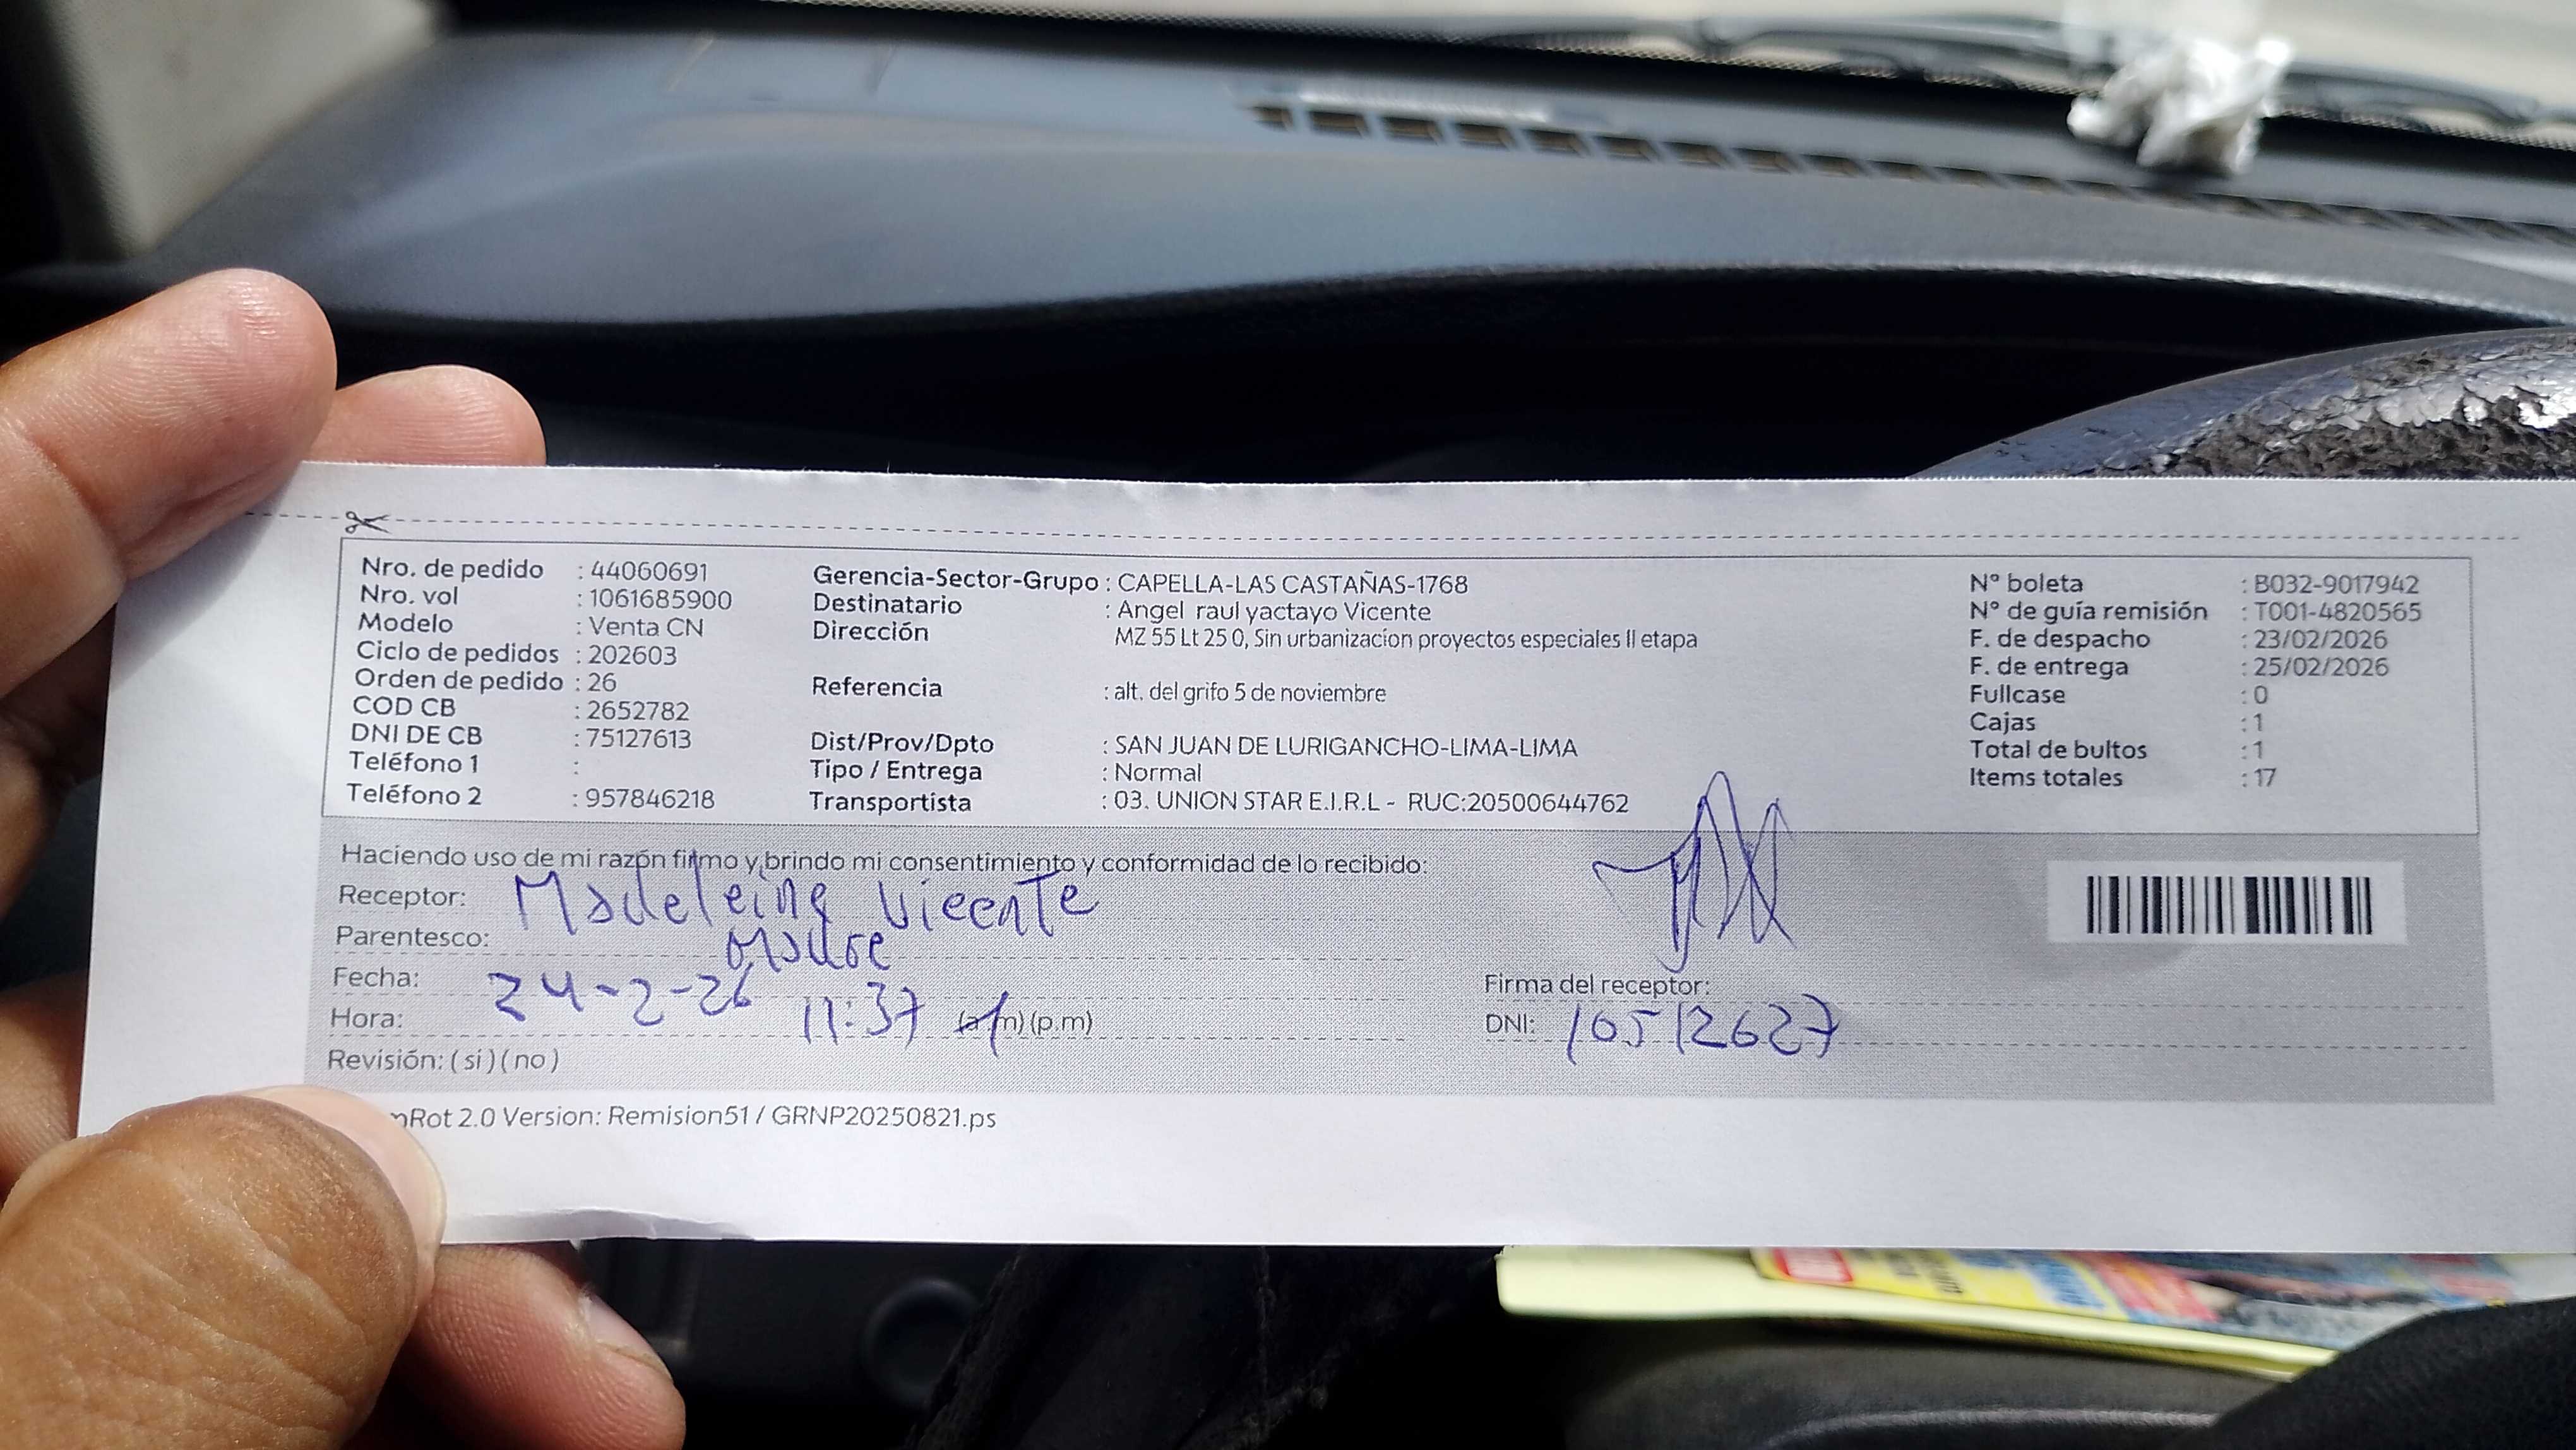 Nro. de pedido : 44060691
Nro. vol : 1061685900
Modelo : Venta CN
Ciclo de pedidos : 202603
Orden de pedido : 26
COD CB : 2652782
DNI DE CB : 75127613
Teléfono 1 :
Teléfono 2 : 957846218
Gerencia-Sector-Grupo : CAPELLA-LAS CASTAÑAS-1768
Destinatario : Angel raul yactayo Vicente
Dirección MZ 55 Lt 25 0, Sin urbanizacion proyectos especiales II etapa
Referencia : alt. del grifo 5 de noviembre
Dist/Prov/Dpto : SAN JUAN DE LURIGANCHO-LIMA-LIMA
Tipo / Entrega : Normal
Transportista : 03. UNION STAR E.I.R.L - RUC:20500644762
N° boleta : B032-9017942
N° de guía remisión : T001-4820565
F. de despacho : 23/02/2026
F. de entrega : 25/02/2026
Fullcase : 0
Cajas : 1
Total de bultos : 1
Items totales : 17
Haciendo uso de mi razón firmo y brindo mi consentimiento y conformidad de lo recibido:
Receptor: Madeleine Vicente
Parentesco: Madre
Fecha: 24-2-26
Hora: 11:37 (a.m)(p.m)
Revisión: (si)(no)
Firma del receptor:
DNI: 10512627
Rot 2.0 Version: Remision51 / GRNP20250821.ps